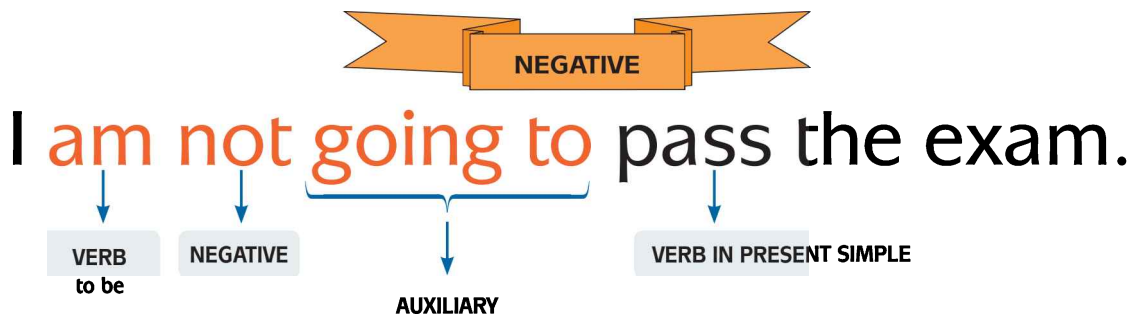 NEGATIVE
I am not going to pass the exam.
VERB NEGATIVE VERB IN PRESENT SIMPLE
to be
AUXILIARY